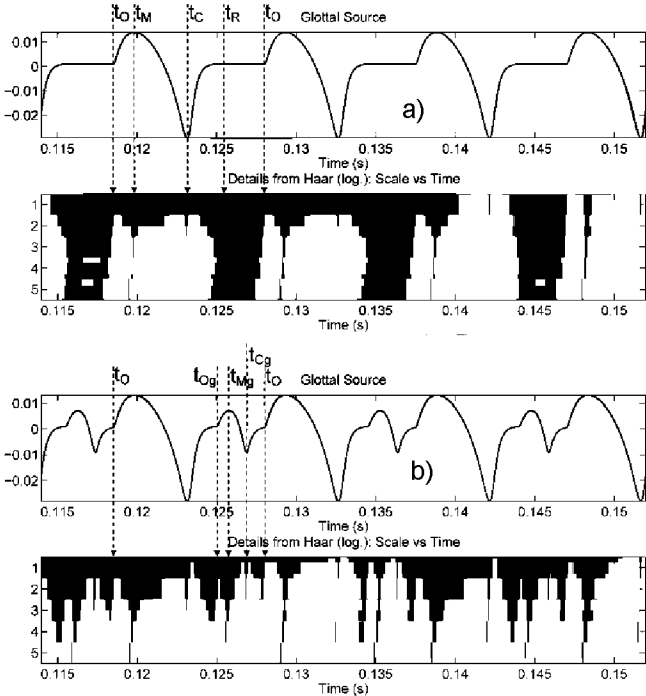 tO tM tC tR tO Glottal Source
0.01
0
-0.01
-0.02
a)
0.115 0.12 0.125 0.13 0.135 0.14 0.145 0.15
Time (s)
Details from Haar (log.): Scale vs Time
1
2
3
4
5
0.115 0.12 0.125 0.13 0.135 0.14 0.145 0.15
Time (s)
tCg
tO tOg tMg tO Glottal Source
0.01
0
-0.01
-0.02
b)
0.115 0.12 0.125 0.13 0.135 0.14 0.145 0.15
Time (s)
Details from Haar (log.): Scale vs Time
1
2
3
4
5
0.115 0.12 0.125 0.13 0.135 0.14 0.145 0.15
Time (s)